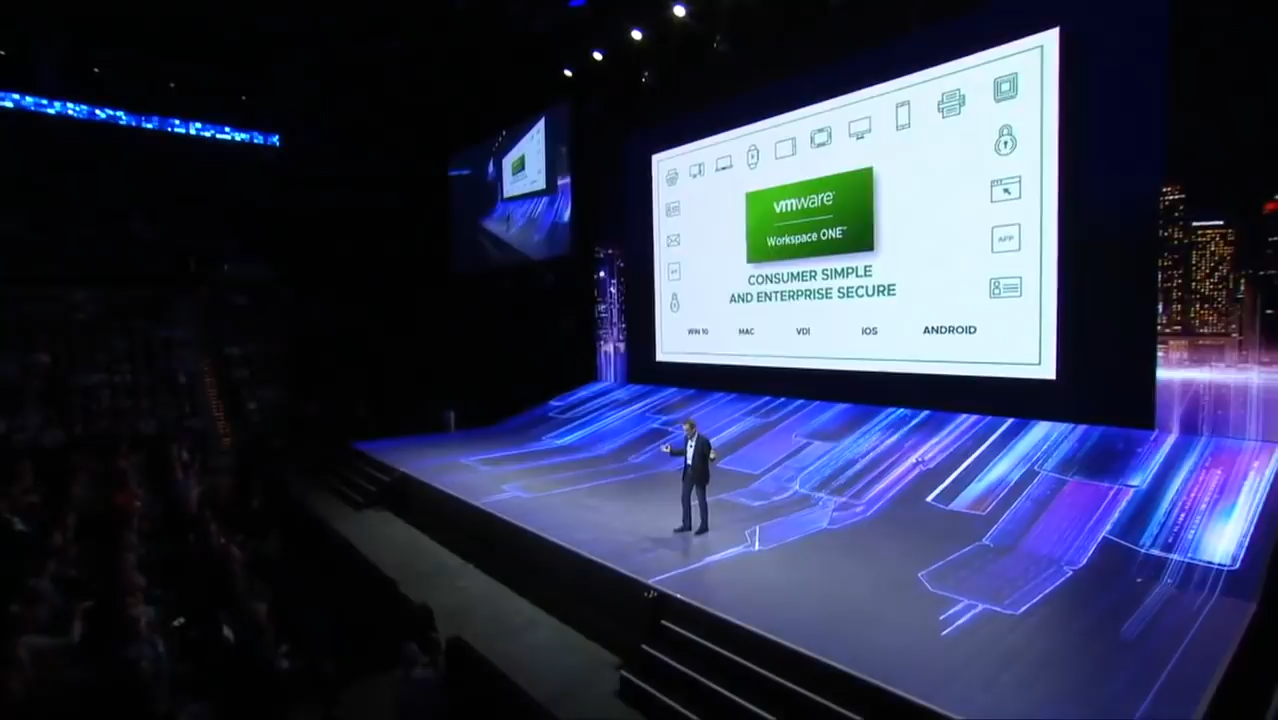 vmware®
Workspace ONE™
CONSUMER SIMPLE
AND ENTERPRISE SECURE
WIN 10 MAC VDI iOS ANDROID
APP